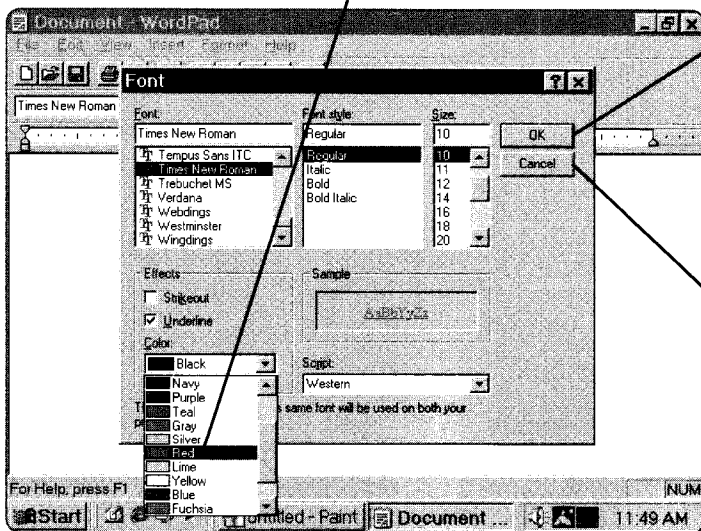 Document - WordPad
File Edit View Insert Format Help
Font
Times New Roman
Font:
Times New Roman
Tempus Sans ITC
Times New Roman
Trebuchet MS
Verdana
Webdings
Westminster
Wingdings
Font style:
Regular
Regular
Italic
Bold
Bold Italic
Size:
10
10
11
12
14
16
18
20
OK
Cancel
Effects
Strikeout
Underline
Color:
Black
Navy
Purple
Teal
Gray
Silver
Red
Lime
Yellow
Blue
Fuchsia
Sample
AaBbYyZz
Script:
Western
same font will be used on both your
For Help, press F1
NUM
Start
Untitled - Paint
Document ...
11:49 AM